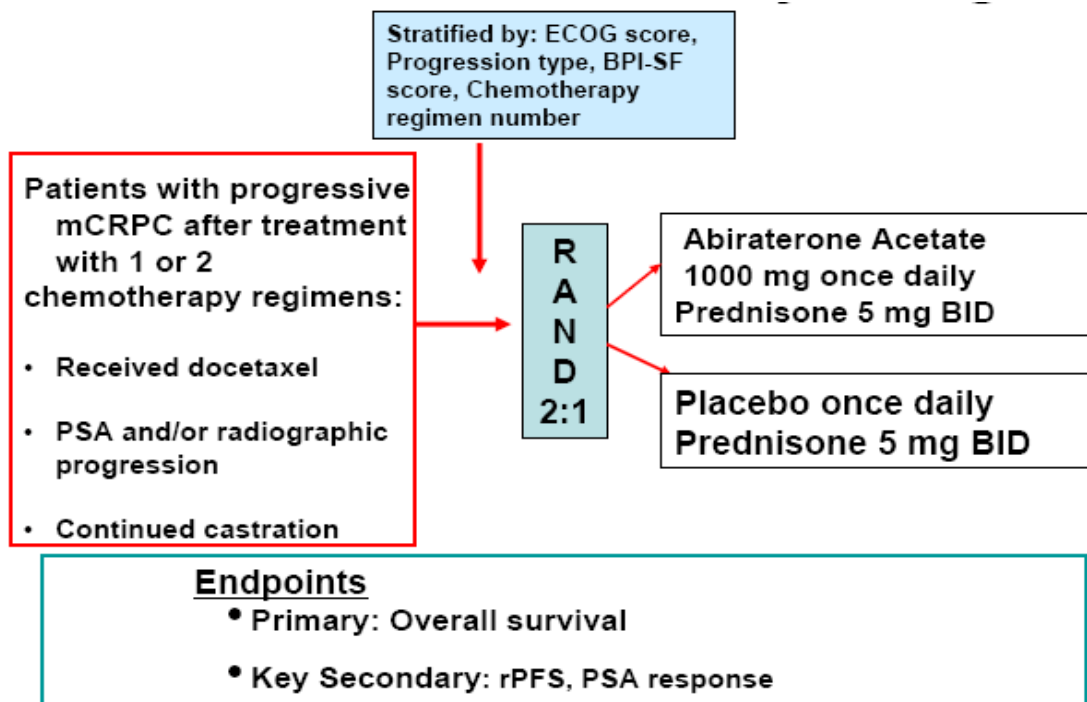 Stratified by: ECOG score,
Progression type, BPI-SF
score, Chemotherapy
regimen number
Patients with progressive
mCRPC after treatment
with 1 or 2
chemotherapy regimens:
• Received docetaxel
• PSA and/or radiographic
progression
• Continued castration
R
A
N
D
2:1
Abiraterone Acetate
1000 mg once daily
Prednisone 5 mg BID
Placebo once daily
Prednisone 5 mg BID
Endpoints
• Primary: Overall survival
• Key Secondary: rPFS, PSA response